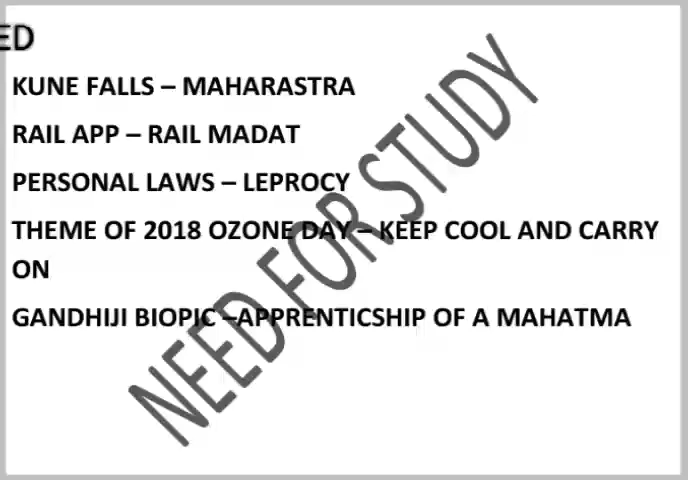 ED
KUNE FALLS – MAHARASTRA
RAIL APP – RAIL MADAT
PERSONAL LAWS – LEPROCY
THEME OF 2018 OZONE DAY – KEEP COOL AND CARRY
ON
GANDHIJI BIOPIC –APPRENTICSHIP OF A MAHATMA
NEED FOR STUDY